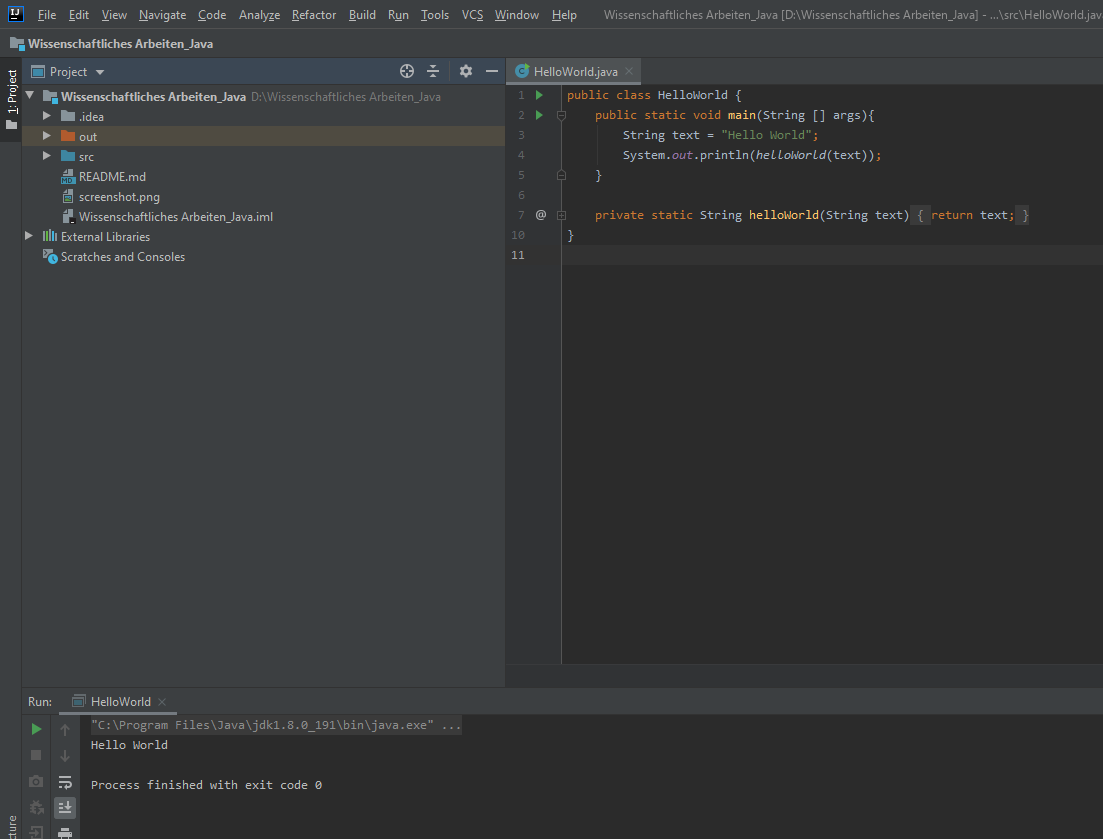 IJ File Edit View Navigate Code Analyze Refactor Build Run Tools VCS Window Help Wissenschaftliches Arbeiten_Java [D:\Wissenschaftliches Arbeiten_Java] - ...\src\HelloWorld.jav
Wissenschaftliches Arbeiten_Java
1: Project
Project
Wissenschaftliches Arbeiten_Java D:\Wissenschaftliches Arbeiten_Java
.idea
out
src
README.md
screenshot.png
Wissenschaftliches Arbeiten_Java.iml
External Libraries
Scratches and Consoles
HelloWorld.java
1 public class HelloWorld {
2 public static void main(String [] args){
3 String text = "Hello World";
4 System.out.println(helloWorld(text));
5 }
6
7 @ private static String helloWorld(String text) { return text; }
10 }
11
Run: HelloWorld
"C:\Program Files\Java\jdk1.8.0_191\bin\java.exe" ...
Hello World
Process finished with exit code 0
cture